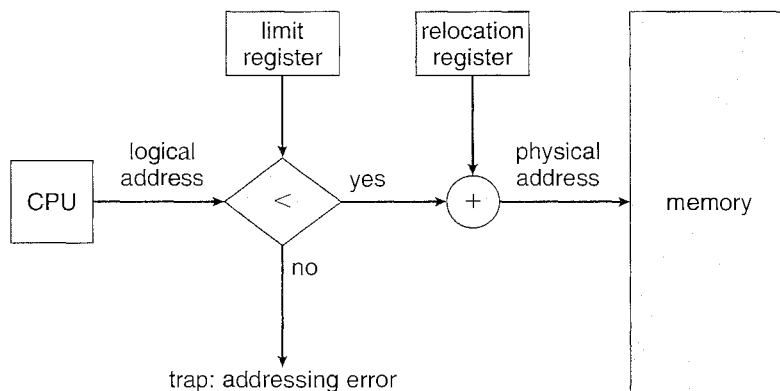 limit
register
relocation
register
logical
address
physical
address
CPU
<
yes
+
memory
no
trap: addressing error